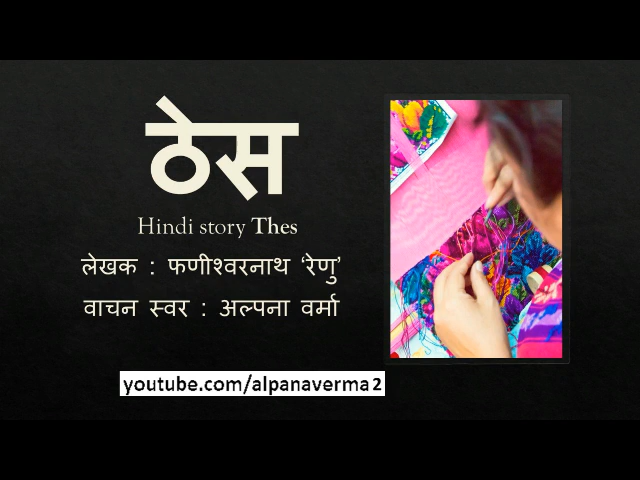 ठेस
Hindi story Thes
लेखक : फणीश्वरनाथ ‘रेणु’
वाचन स्वर : अल्पना वर्मा
youtube.com/alpanaverma2